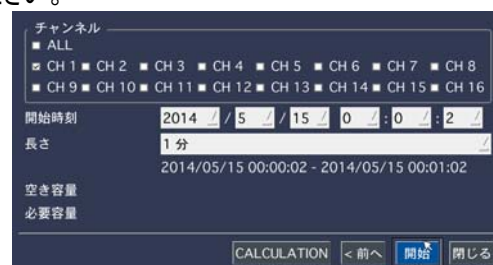 さい。
チャンネル
ALL
CH 1 CH 2 CH 3 CH 4 CH 5 CH 6 CH 7 CH 8
CH 9 CH 10 CH 11 CH 12 CH 13 CH 14 CH 15 CH 16
開始時刻 2014 / 5 / 15 0 : 0 : 2
長さ 1 分
2014/05/15 00:00:02 - 2014/05/15 00:01:02
空き容量
必要容量
CALCULATION < 前へ 開始 閉じる